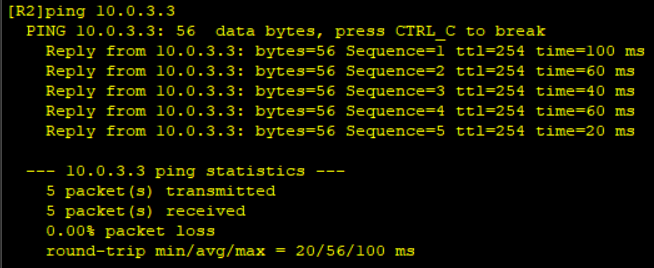 [R2]ping 10.0.3.3
PING 10.0.3.3: 56  data bytes, press CTRL_C to break
Reply from 10.0.3.3: bytes=56 Sequence=1 ttl=254 time=100 ms
Reply from 10.0.3.3: bytes=56 Sequence=2 ttl=254 time=60 ms
Reply from 10.0.3.3: bytes=56 Sequence=3 ttl=254 time=40 ms
Reply from 10.0.3.3: bytes=56 Sequence=4 ttl=254 time=60 ms
Reply from 10.0.3.3: bytes=56 Sequence=5 ttl=254 time=20 ms
--- 10.0.3.3 ping statistics ---
5 packet(s) transmitted
5 packet(s) received
0.00% packet loss
round-trip min/avg/max = 20/56/100 ms